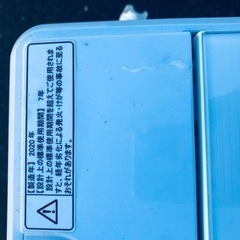 【製造年】2020年
【設計上の標準使用期間】7年
設計上の標準使用期間を超えてご使用されま
すと、経年劣化による発火・けが等の事故に至る
おそれがあります。